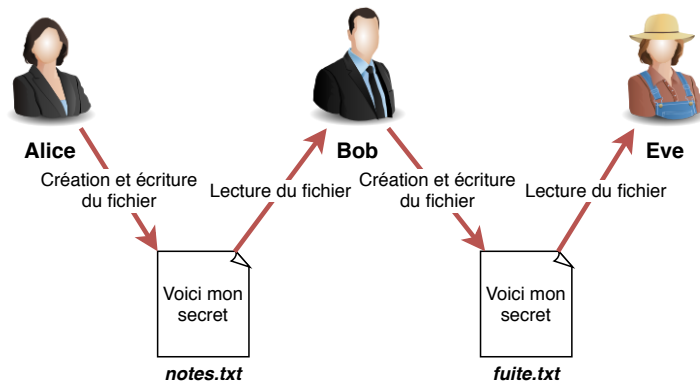 Alice
Bob
Eve
Création et écriture
du fichier
Lecture du fichier
Création et écriture
du fichier
Lecture du fichier
Voici mon
secret
Voici mon
secret
notes.txt
fuite.txt